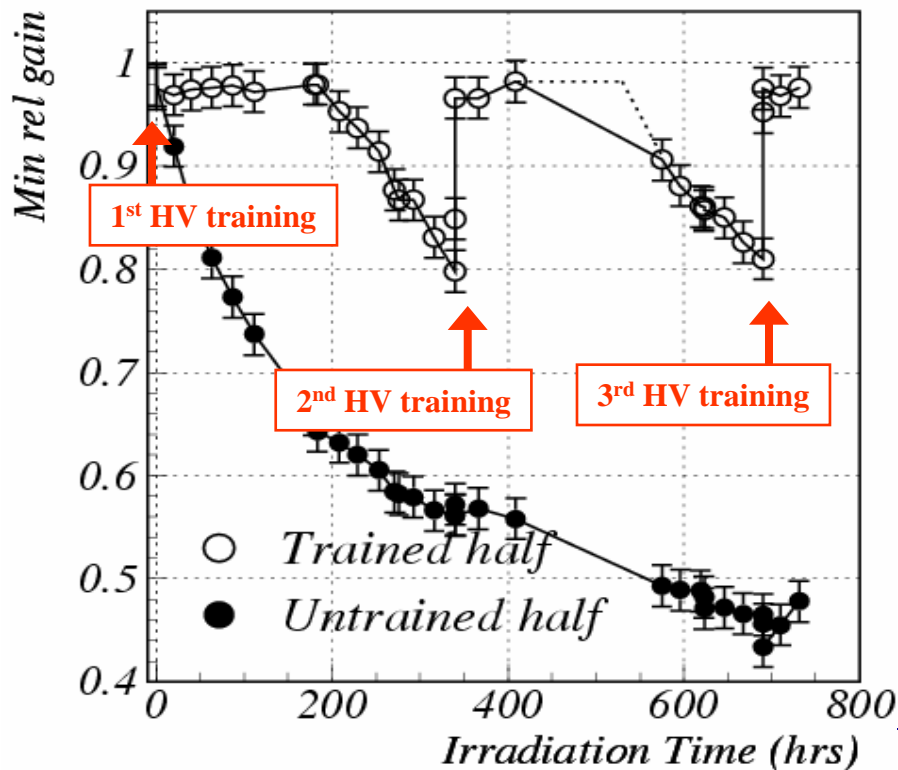 Min rel gain
1
0.9
0.8
0.7
0.6
0.5
0.4
1st HV training
2nd HV training
3rd HV training
Trained half
Untrained half
0 200 400 600 800
Irradiation Time (hrs)